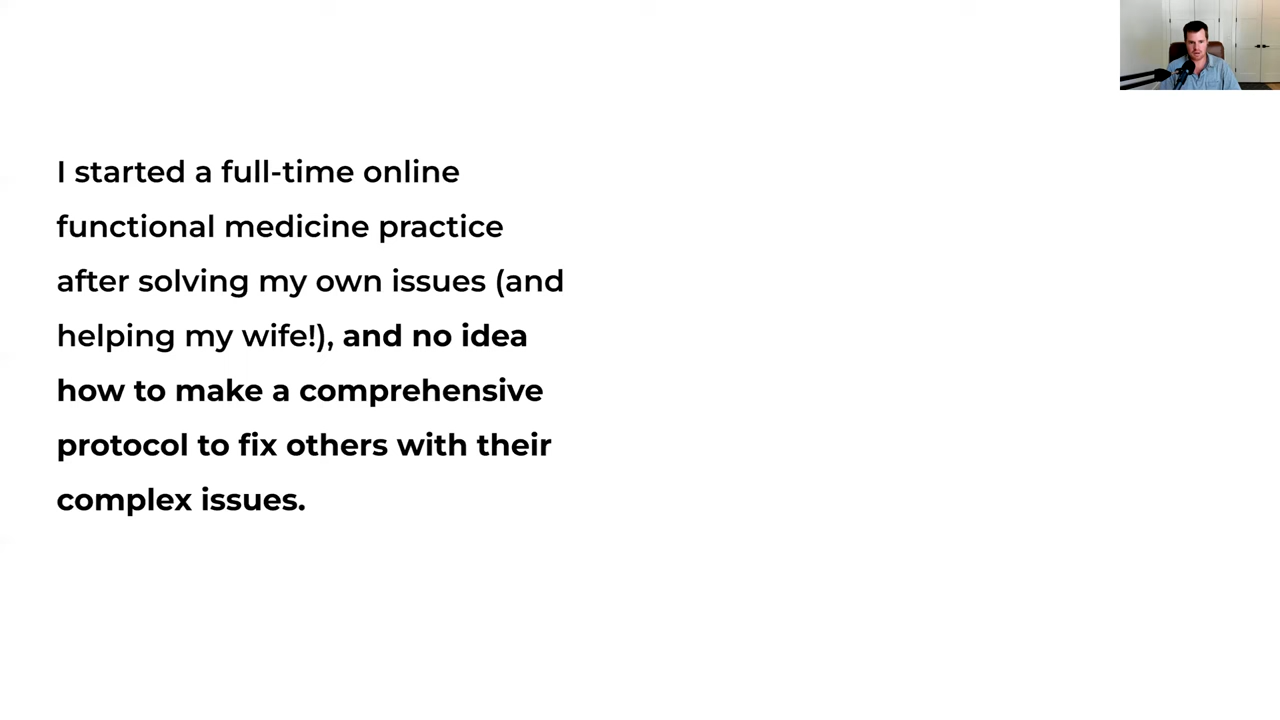 I started a full-time online
functional medicine practice
after solving my own issues (and
helping my wife!), and no idea
how to make a comprehensive
protocol to fix others with their
complex issues.